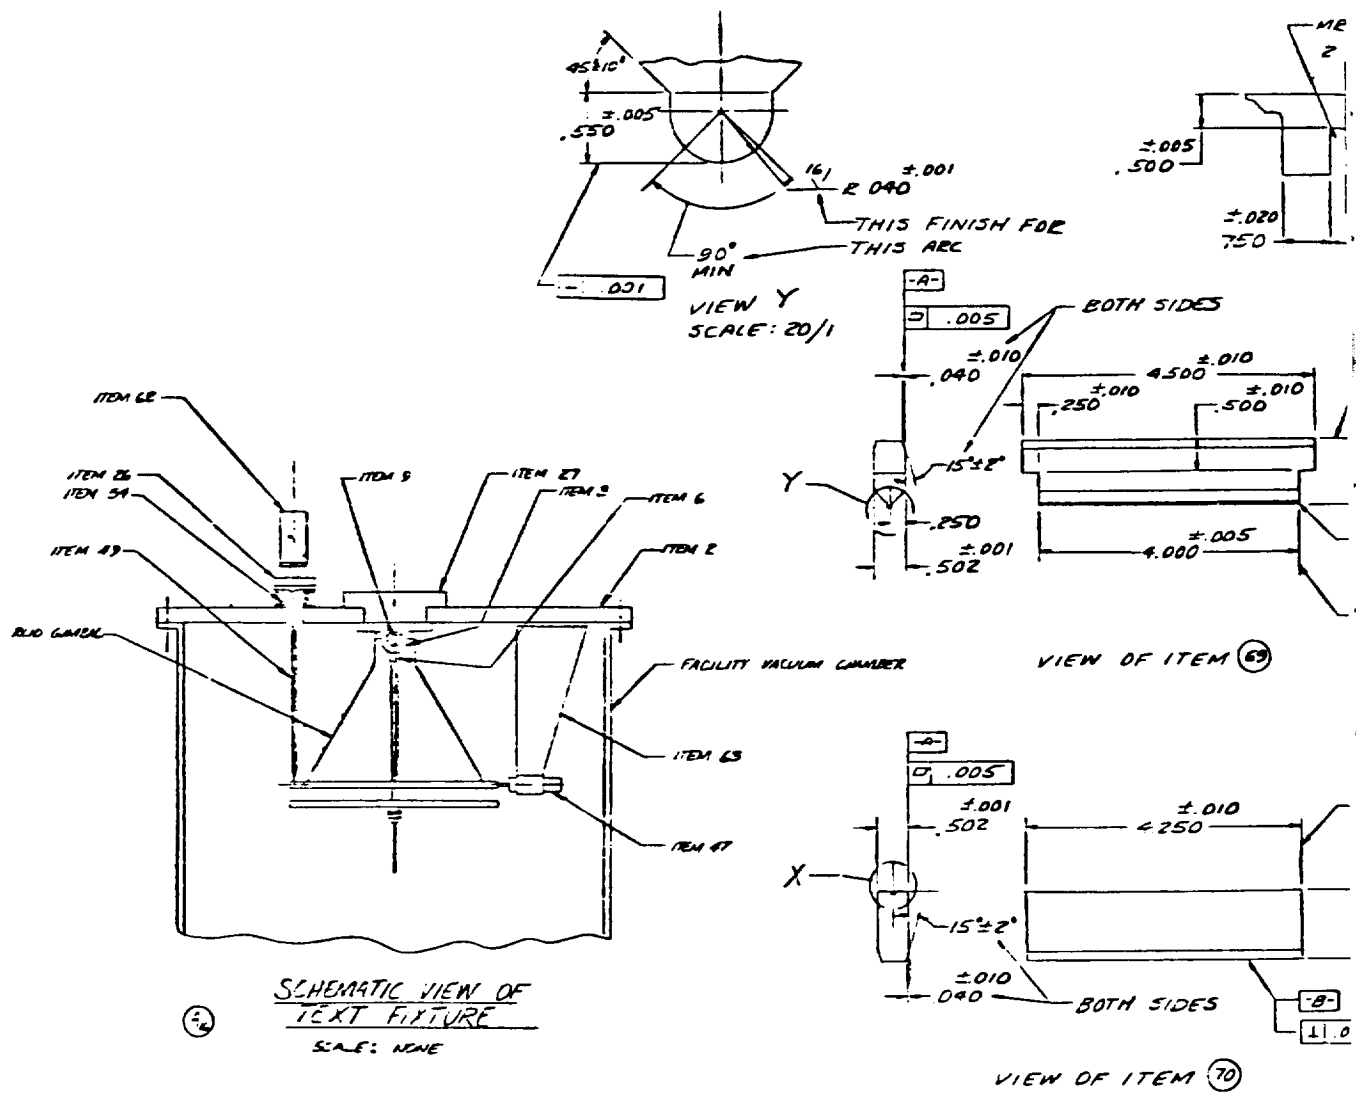 45±10°
±.005
.550
16/
±.001
R 040
THIS FINISH FOR
THIS ARC
90°
MIN
.001
VIEW Y
SCALE: 20/1
2
±.005
.500
±.020
750
-A-
.005
BOTH SIDES
±.010
.040
±.010
4.500
±.010
.250
±.010
.500
15°±2°
Y
.250
±.001
.502
±.005
4.000
VIEW OF ITEM 69
ITEM 62
ITEM 26
ITEM 54
ITEM 49
ITEM 9
ITEM 27
ITEM 3
ITEM 6
ITEM 2
FACILITY VACUUM CHAMBER
ITEM 63
ITEM 47
SCHEMATIC VIEW OF
TEXT FIXTURE
SCALE: NONE
-A-
.005
±.001
.502
±.010
4250
X
15°±2°
±.010
.040
BOTH SIDES
-B-
VIEW OF ITEM 70